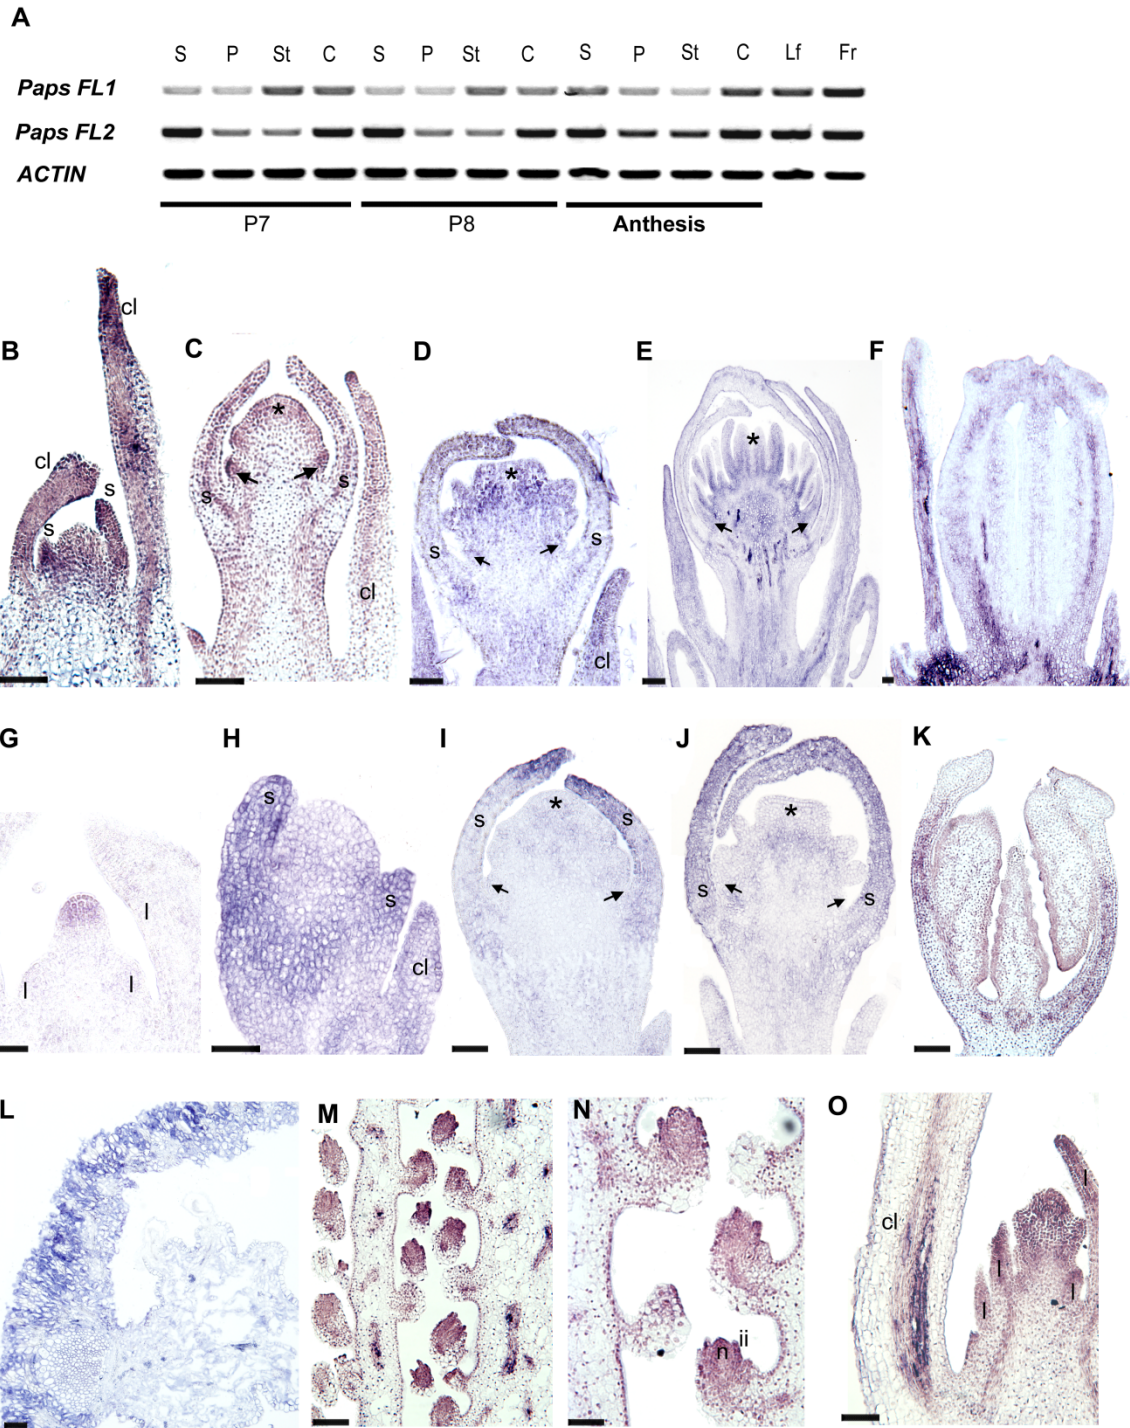 A
S P St C S P St C S P St C Lf Fr
Paps FL1
Paps FL2
ACTIN
P7 P8 Anthesis
B cl cl s s
C * s s cl
D * s s cl
E *
F
G l l l
H s s cl
I * s s
J * s s
K
L
M
N n ii
O cl l l l l